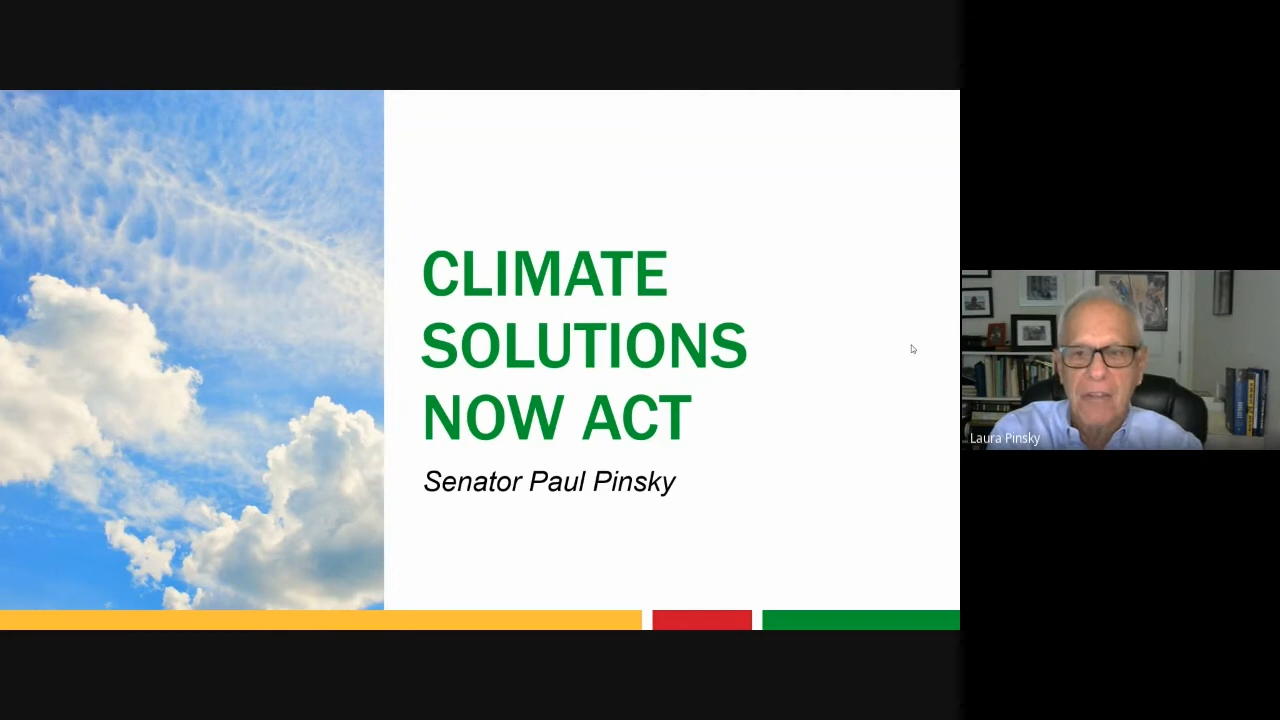 CLIMATE
SOLUTIONS
NOW ACT
Senator Paul Pinsky
Laura Pinsky